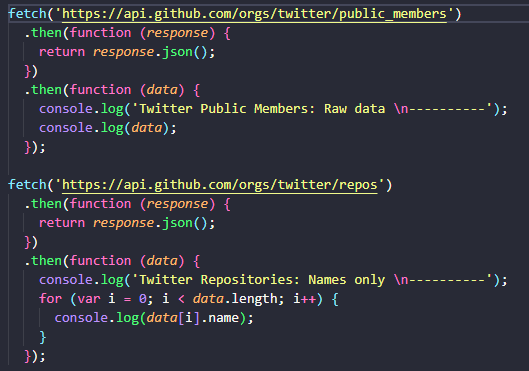 fetch('https://api.github.com/orgs/twitter/public_members')
  .then(function (response) {
    return response.json();
  })
  .then(function (data) {
    console.log('Twitter Public Members: Raw data \n----------');
    console.log(data);
  });

fetch('https://api.github.com/orgs/twitter/repos')
  .then(function (response) {
    return response.json();
  })
  .then(function (data) {
    console.log('Twitter Repositories: Names only \n----------');
    for (var i = 0; i < data.length; i++) {
      console.log(data[i].name);
    }
  });